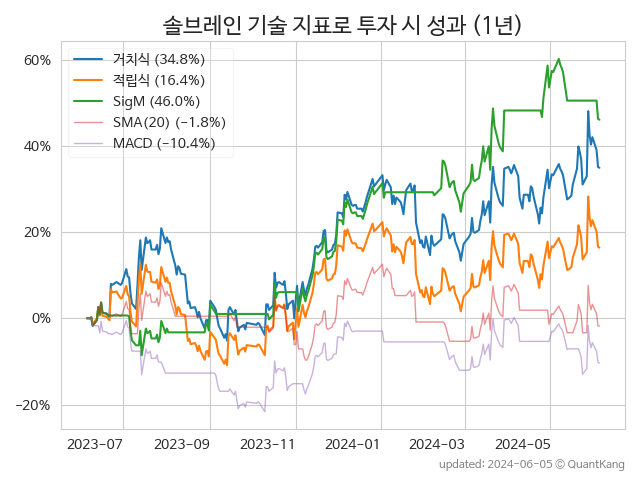 솔브레인 기술 지표로 투자 시 성과 (1년)
거치식 (34.8%)
적립식 (16.4%)
SigM (46.0%)
SMA(20) (−1.8%)
MACD (−10.4%)
60%
40%
20%
0%
−20%
2023-07 2023-09 2023-11 2024-01 2024-03 2024-05
updated: 2024-06-05 © QuantKang